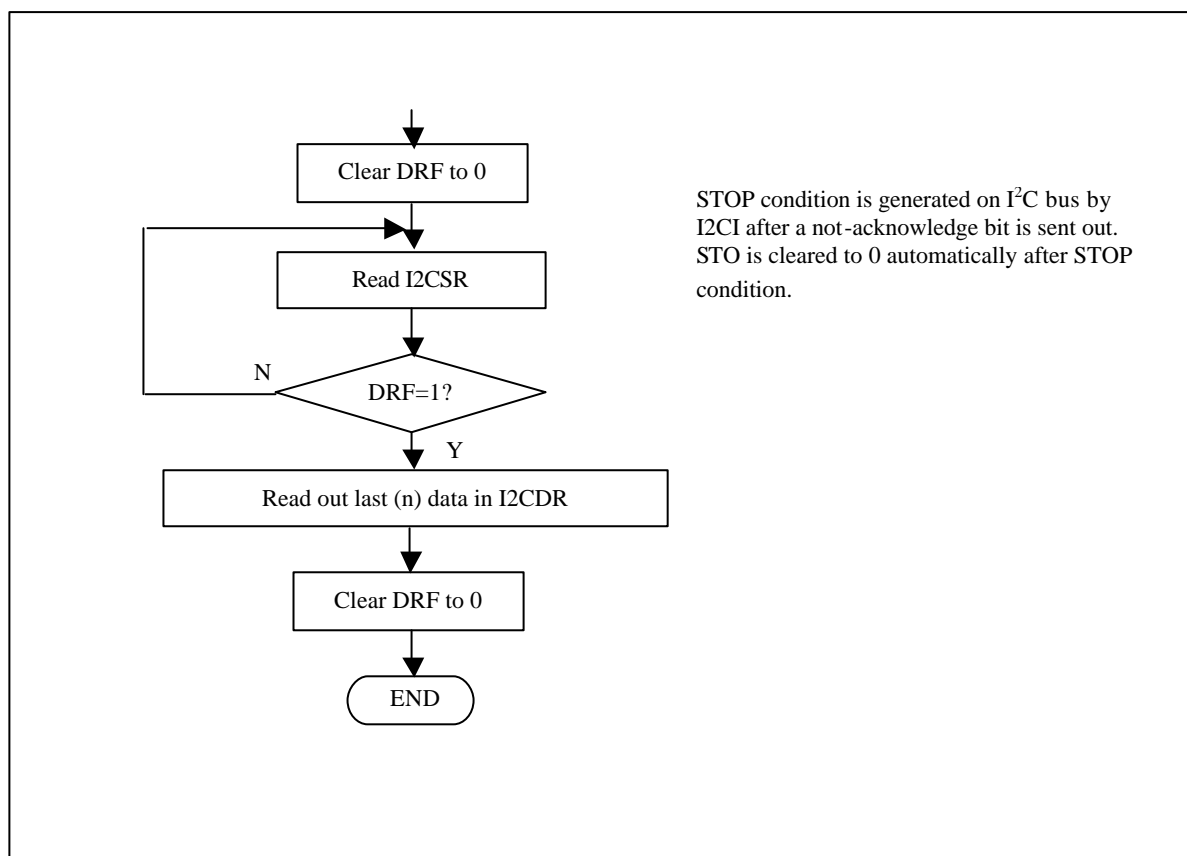 Clear DRF to 0
STOP condition is generated on I²C bus by
I2CI after a not-acknowledge bit is sent out.
STO is cleared to 0 automatically after STOP
condition.
Read I2CSR
N
DRF=1?
Y
Read out last (n) data in I2CDR
Clear DRF to 0
END